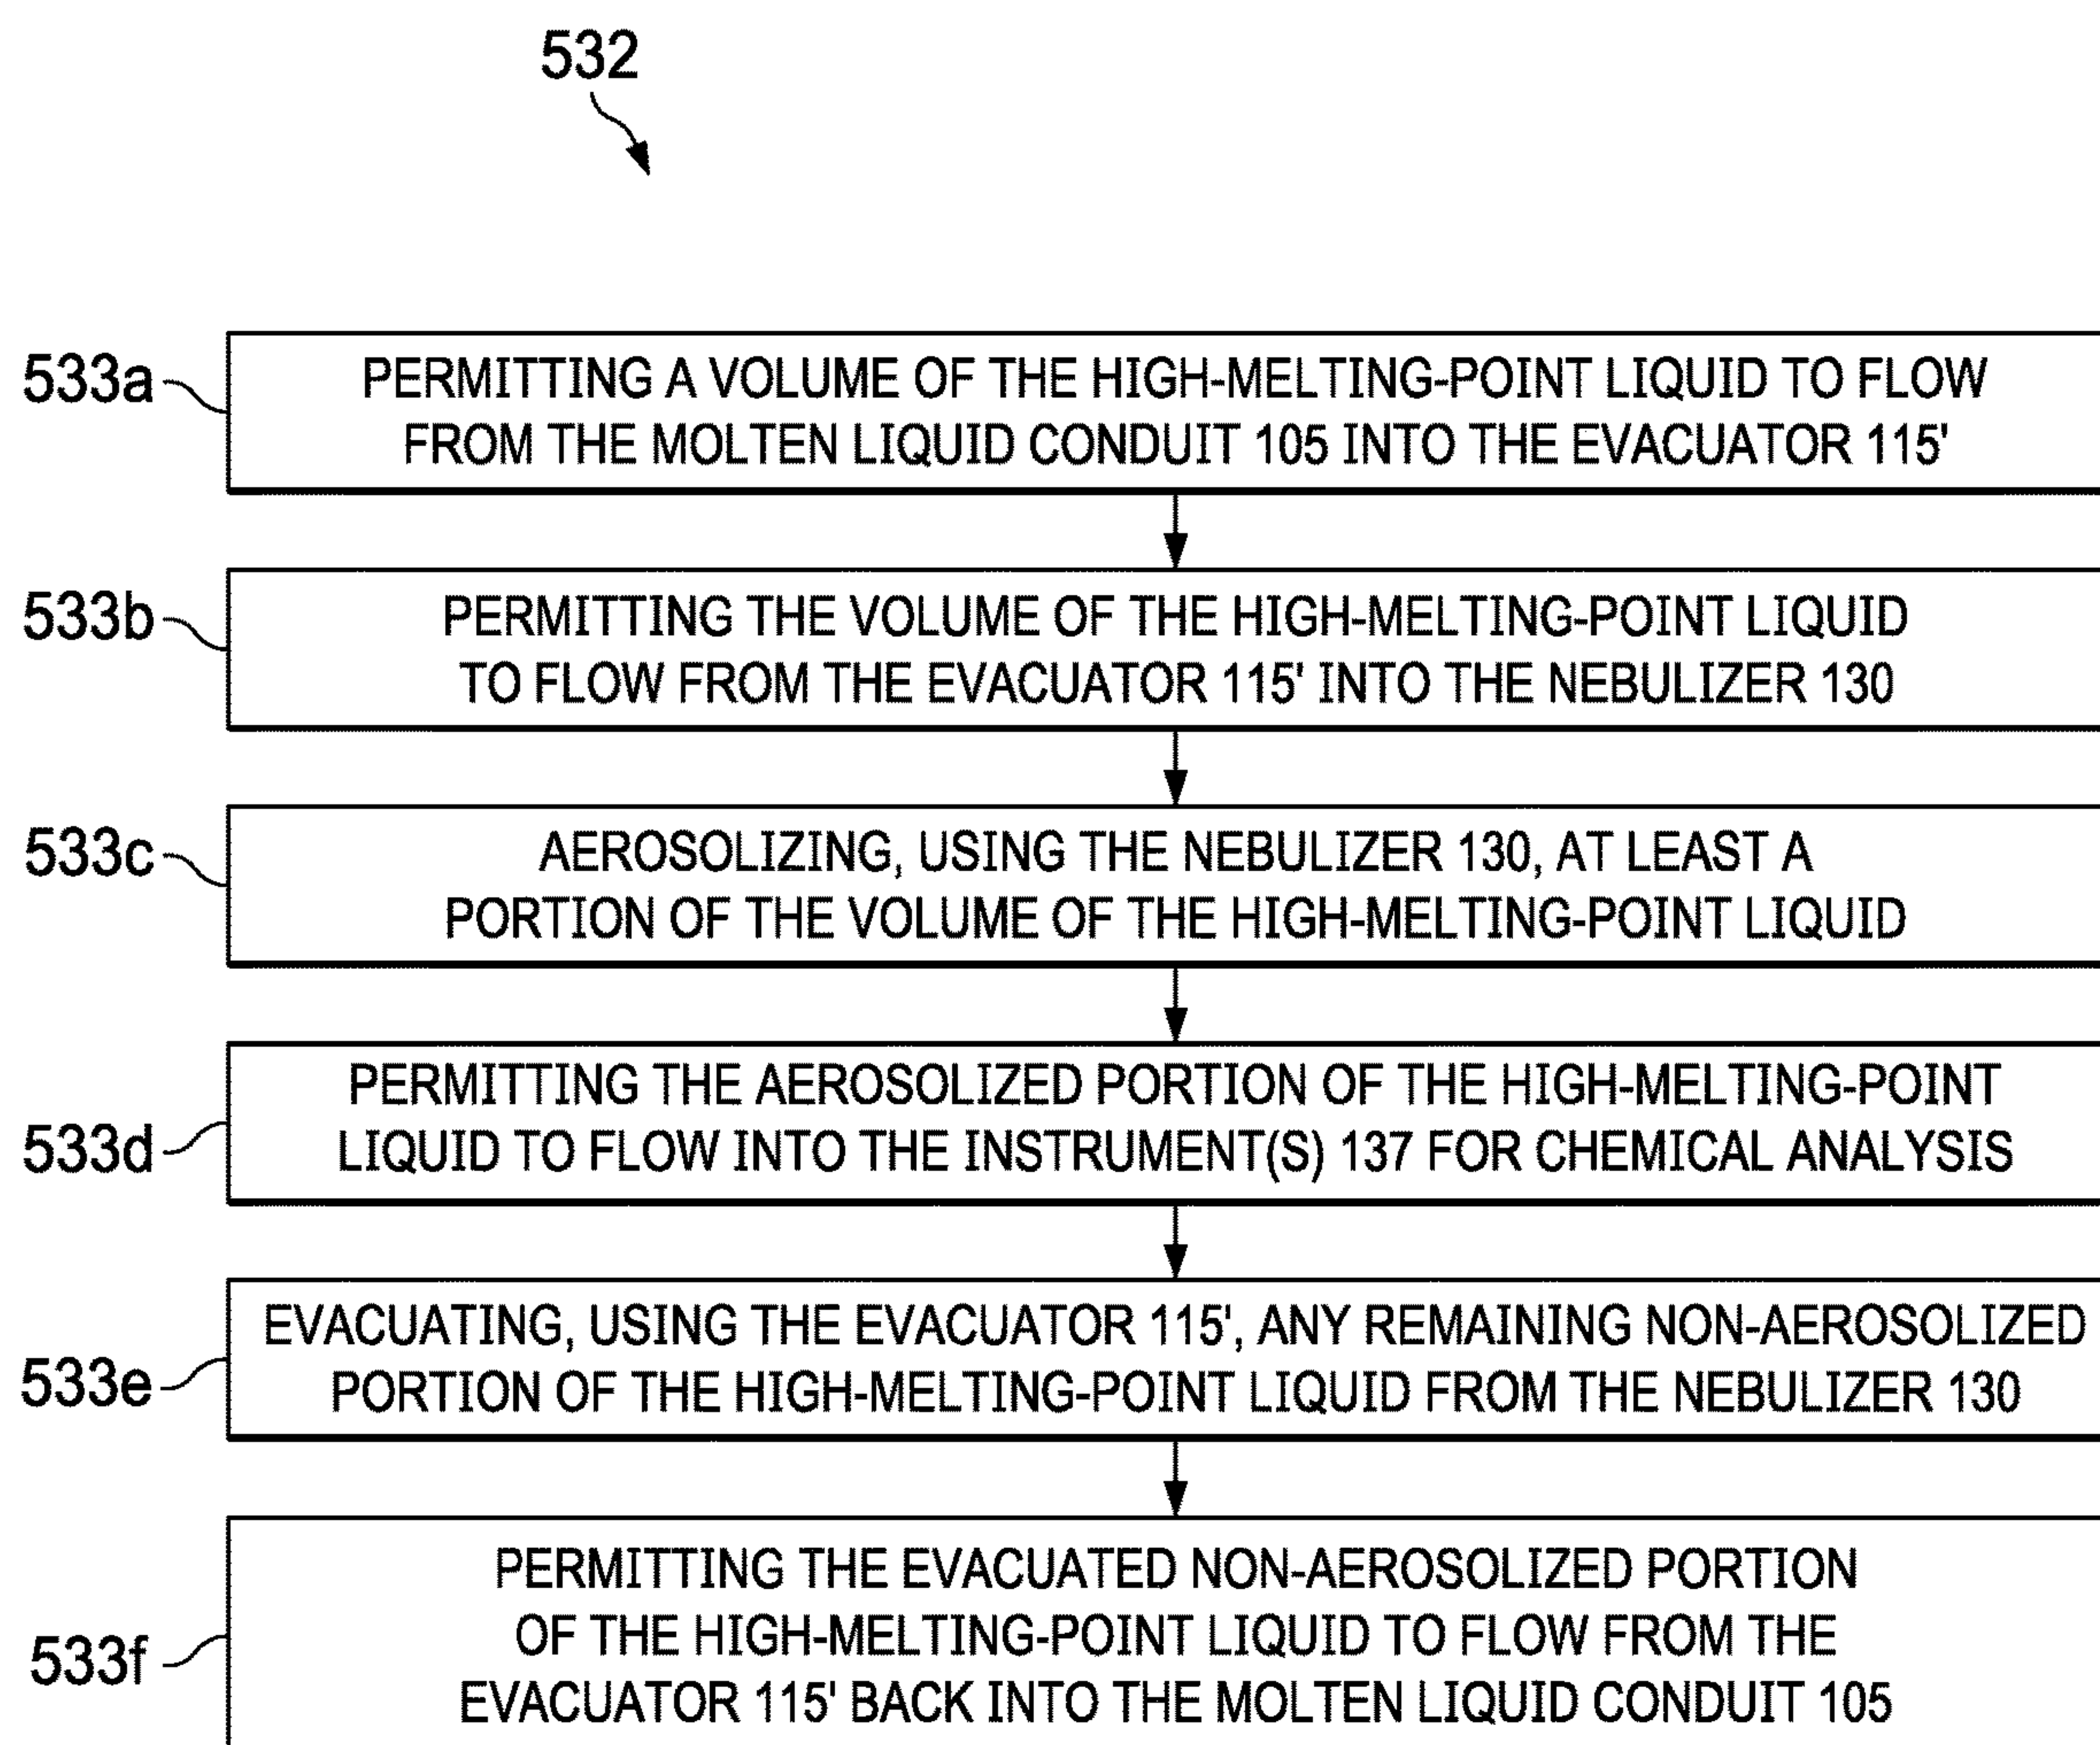 532
533a
PERMITTING A VOLUME OF THE HIGH-MELTING-POINT LIQUID TO FLOW
FROM THE MOLTEN LIQUID CONDUIT 105 INTO THE EVACUATOR 115'
533b
PERMITTING THE VOLUME OF THE HIGH-MELTING-POINT LIQUID
TO FLOW FROM THE EVACUATOR 115' INTO THE NEBULIZER 130
533c
AEROSOLIZING, USING THE NEBULIZER 130, AT LEAST A
PORTION OF THE VOLUME OF THE HIGH-MELTING-POINT LIQUID
533d
PERMITTING THE AEROSOLIZED PORTION OF THE HIGH-MELTING-POINT
LIQUID TO FLOW INTO THE INSTRUMENT(S) 137 FOR CHEMICAL ANALYSIS
533e
EVACUATING, USING THE EVACUATOR 115', ANY REMAINING NON-AEROSOLIZED
PORTION OF THE HIGH-MELTING-POINT LIQUID FROM THE NEBULIZER 130
533f
PERMITTING THE EVACUATED NON-AEROSOLIZED PORTION
OF THE HIGH-MELTING-POINT LIQUID TO FLOW FROM THE
EVACUATOR 115' BACK INTO THE MOLTEN LIQUID CONDUIT 105